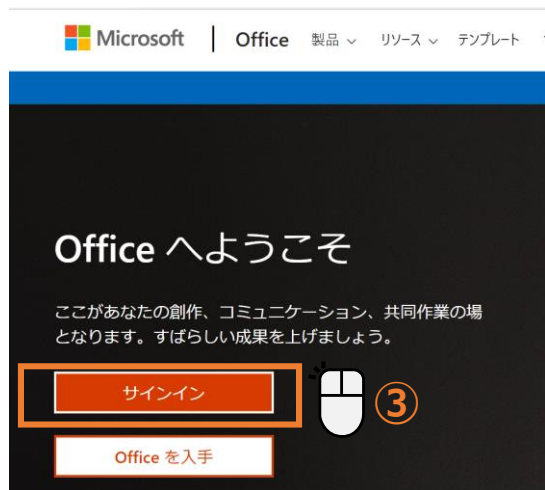 Microsoft | Office 製品 リソース テンプレート
Office へようこそ
ここがあなたの創作、コミュニケーション、共同作業の場
となります。すばらしい成果を上げましょう。
サインイン
③
Office を入手